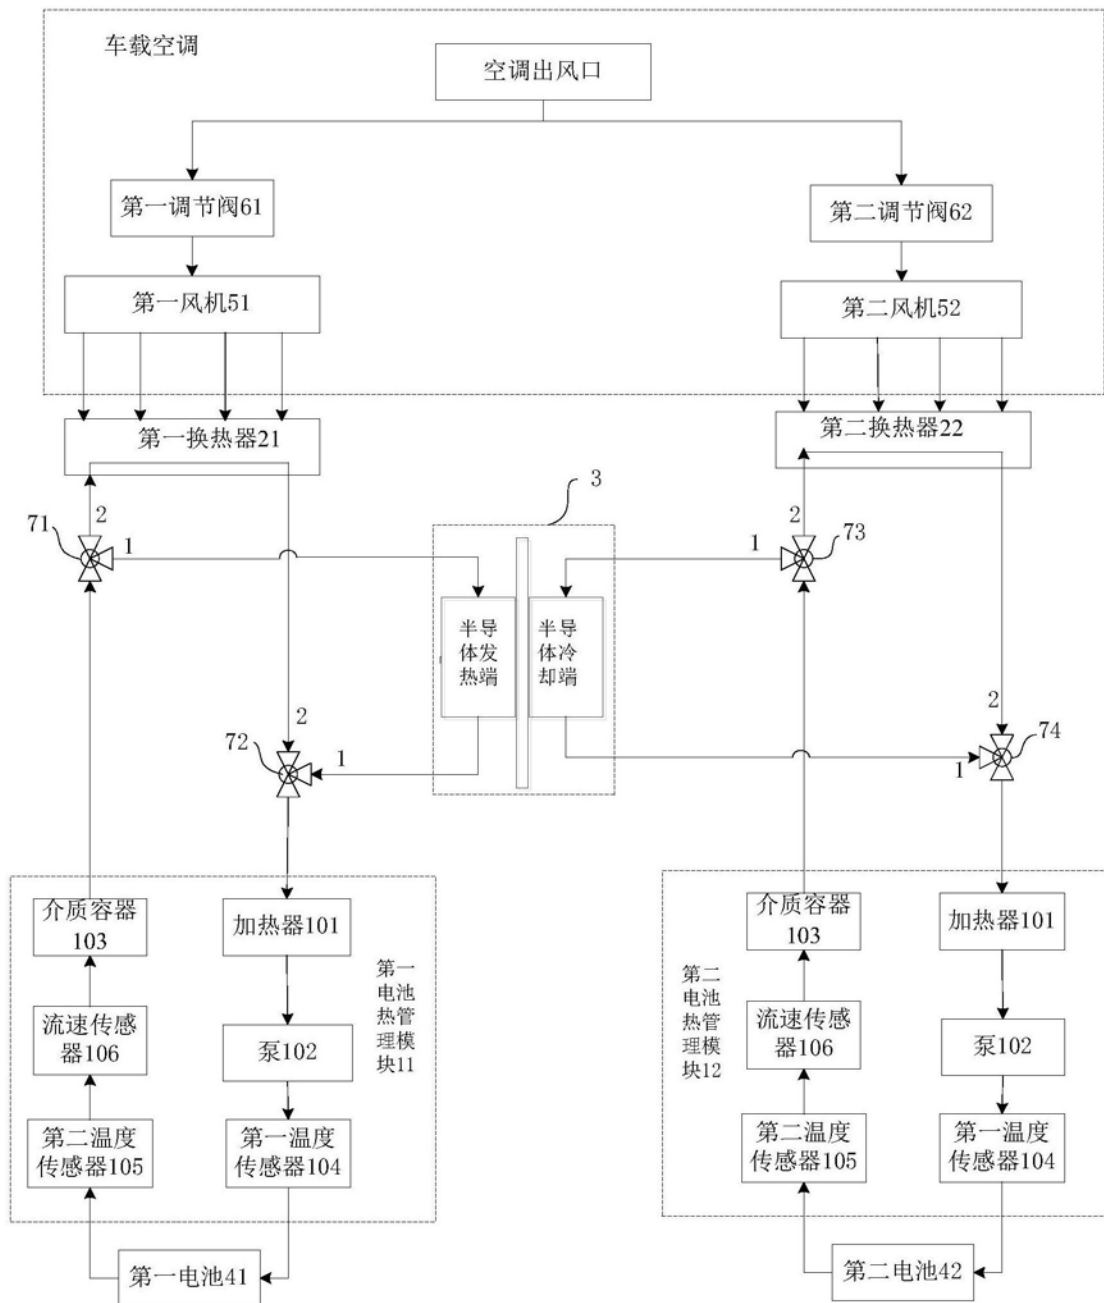 车载空调
空调出风口
第一调节阀61
第二调节阀62
第一风机51
第二风机52
第一换热器21
第二换热器22
3
71
2
1
1
2
73
半导
体发
热端
半导
体冷
却端
2
72
1
2
74
1
介质容器
103
加热器101
第一
电池
热管
理模
块11
流速传感
器106
泵102
第二温度
传感器105
第一温度
传感器104
第一电池41
介质容器
103
加热器101
第二
电池
热管
理模
块12
流速传感
器106
泵102
第二温度
传感器105
第一温度
传感器104
第二电池42